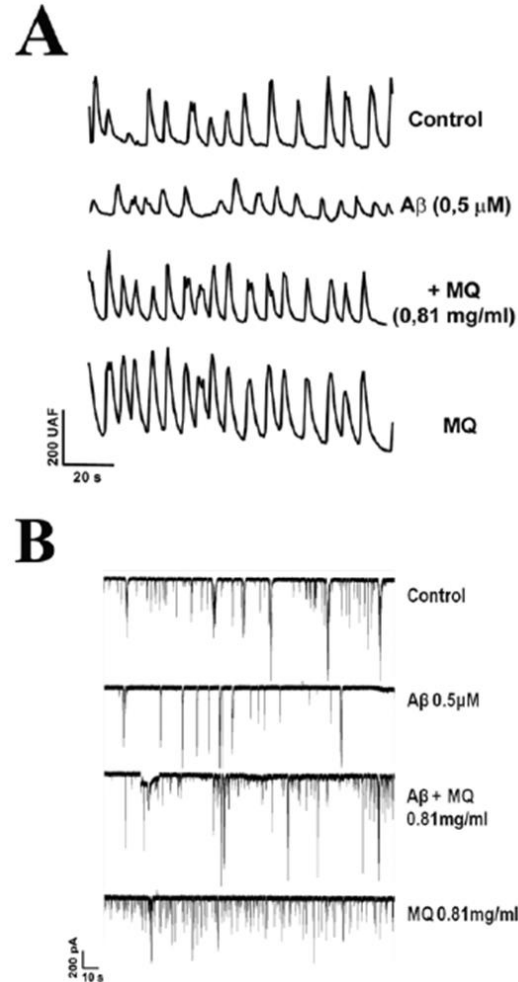 A
Control
Aβ (0,5 μM)
+ MQ
(0,81 mg/ml)
MQ
200 UAF
20 s
B
Control
Aβ 0.5μM
Aβ + MQ
0.81mg/ml
MQ 0.81mg/ml
200 pA
10 s